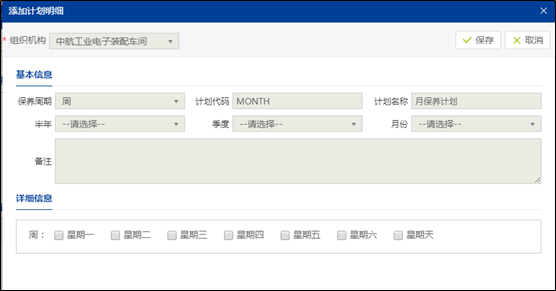 添加计划明细
* 组织机构 中航工业电子装配车间 保存 取消
基本信息
保养周期 周 计划代码 MONTH 计划名称 月保养计划
半年 --请选择-- 季度 --请选择-- 月份 --请选择--
备注
详细信息
周： 星期一 星期二 星期三 星期四 星期五 星期六 星期天